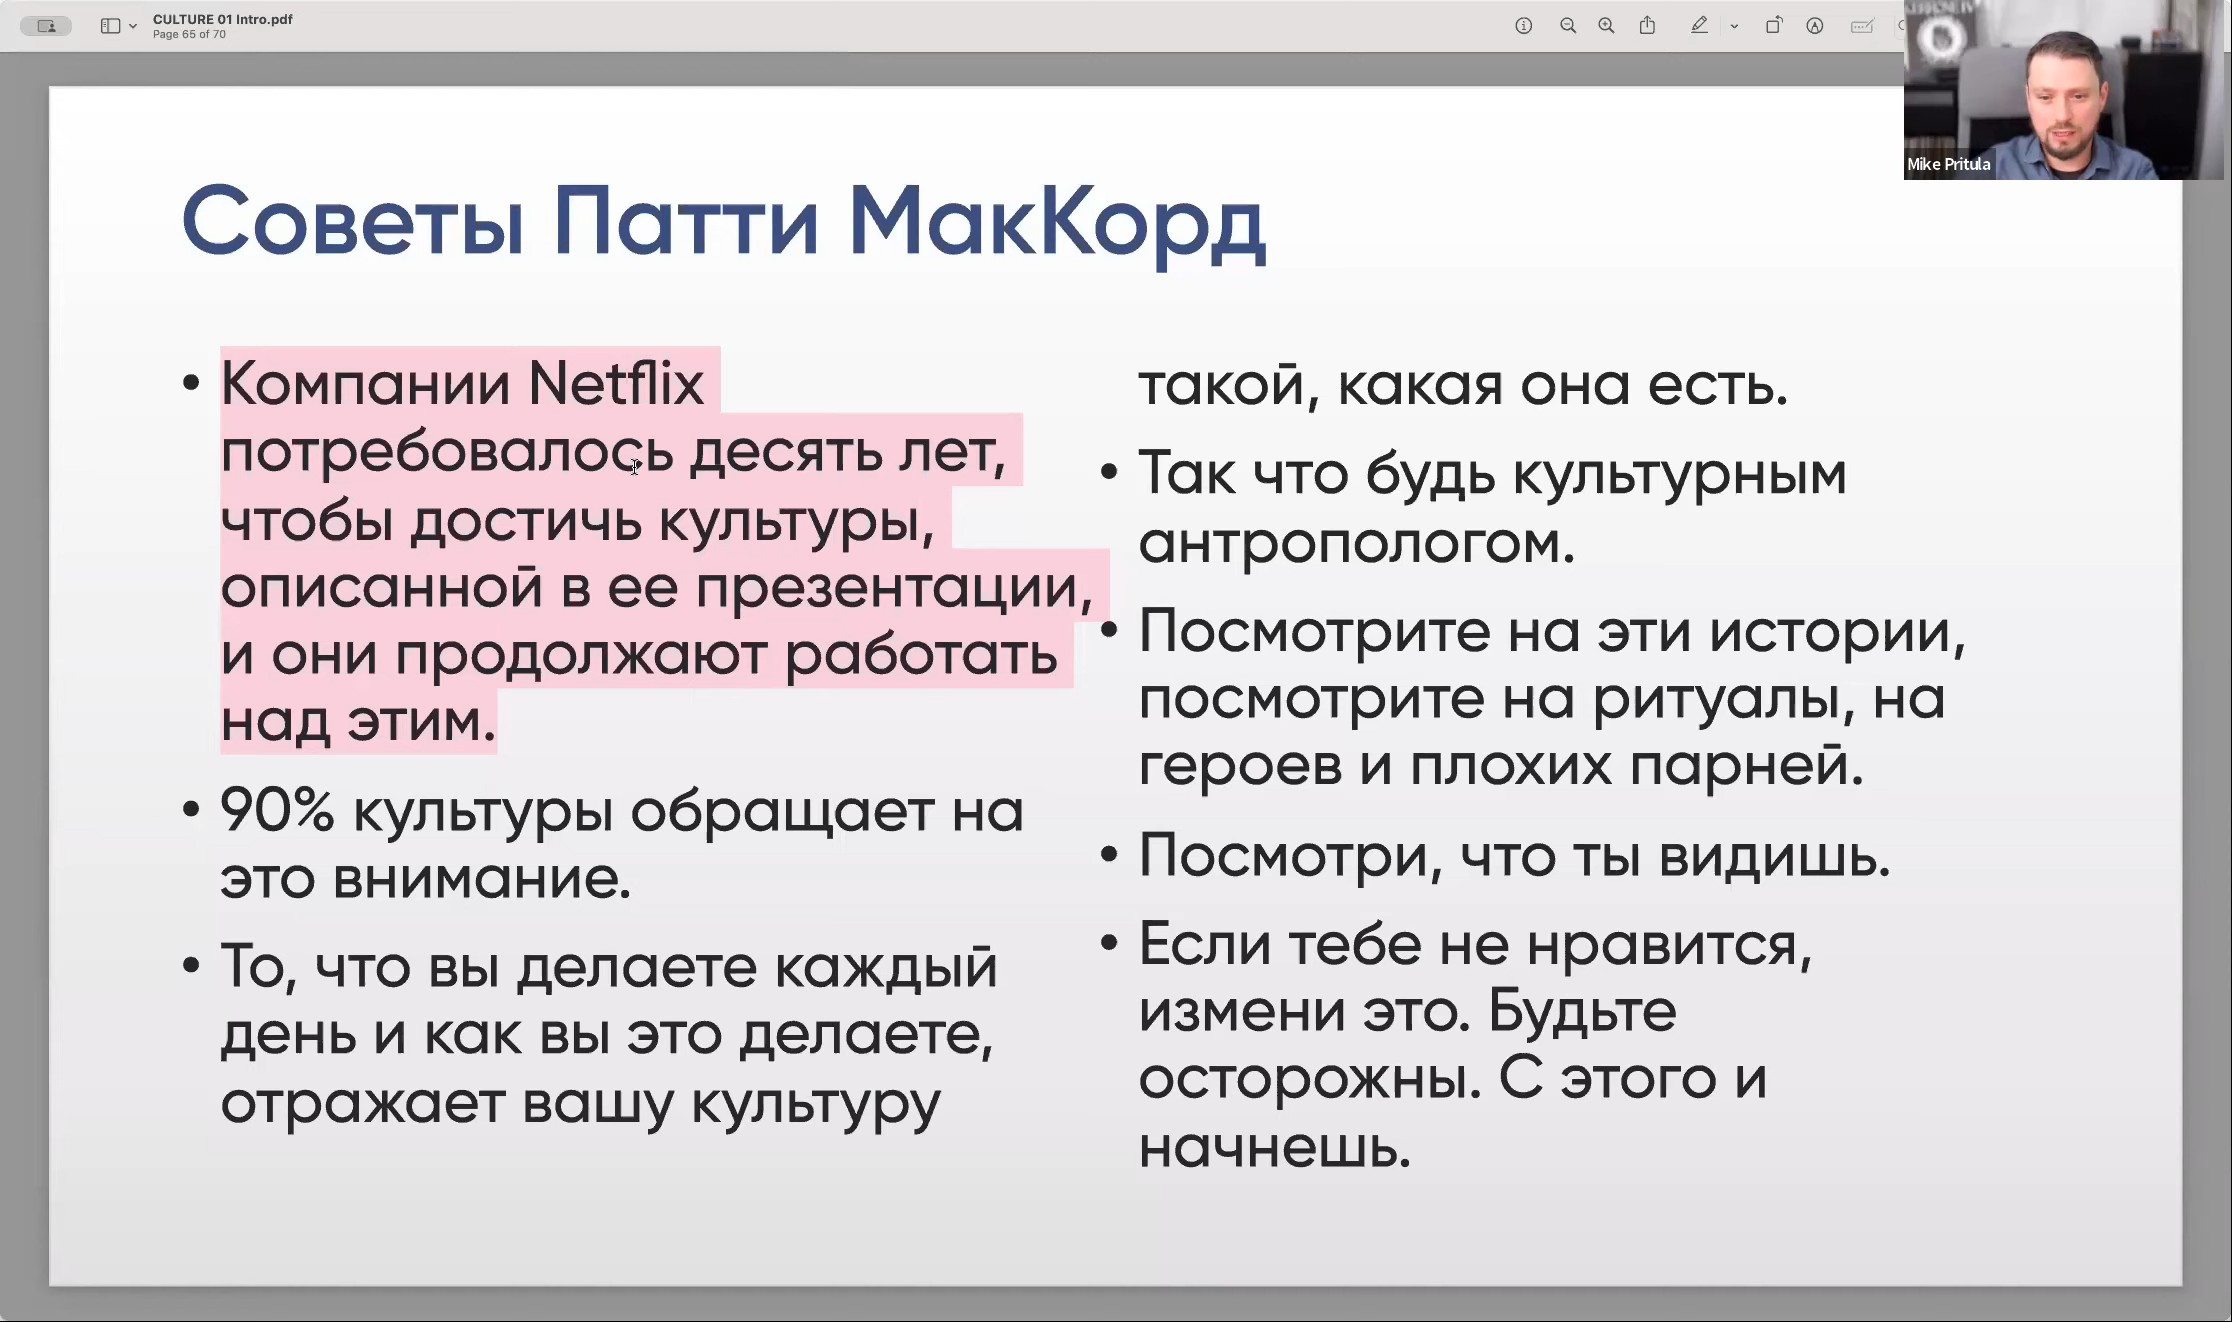 CULTURE 01 Intro.pdf
Page 65 of 70
Mike Pritula
Советы Патти МакКорд
• Компании Netflix
потребовалось десять лет,
чтобы достичь культуры,
описанной в ее презентации,
и они продолжают работать
над этим.
• 90% культуры обращает на
это внимание.
• То, что вы делаете каждый
день и как вы это делаете,
отражает вашу культуру
такой, какая она есть.
• Так что будь культурным
антропологом.
• Посмотрите на эти истории,
посмотрите на ритуалы, на
героев и плохих парней.
• Посмотри, что ты видишь.
• Если тебе не нравится,
измени это. Будьте
осторожны. С этого и
начнешь.